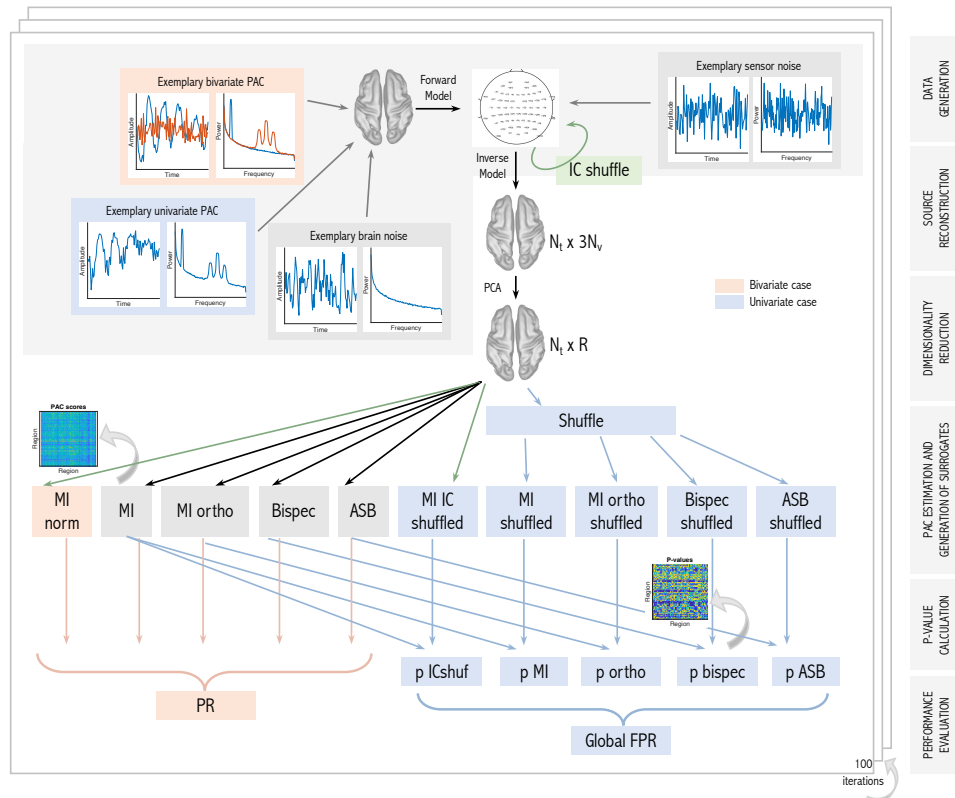 Exemplary bivariate PAC
Amplitude
Time
Power
Frequency
Forward
Model
Exemplary sensor noise
Amplitude
Time
Power
Frequency
DATA
GENERATION
Inverse
Model
IC shuffle
Exemplary univariate PAC
Amplitude
Time
Power
Frequency
Exemplary brain noise
Amplitude
Time
Power
Frequency
Nt x 3Nv
SOURCE
RECONSTRUCTION
PCA
Bivariate case
Univariate case
Nt x R
DIMENSIONALITY
REDUCTION
PAC scores
Region
Region
Shuffle
MI
norm
MI
MI ortho
Bispec
ASB
MI IC
shuffled
MI
shuffled
MI ortho
shuffled
Bispec
shuffled
ASB
shuffled
PAC ESTIMATION AND
GENERATION OF SURROGATES
P-values
Region
Region
p ICshuf
p MI
p ortho
p bispec
p ASB
P-VALUE
CALCULATION
PR
Global FPR
PERFORMANCE
EVALUATION
100
iterations